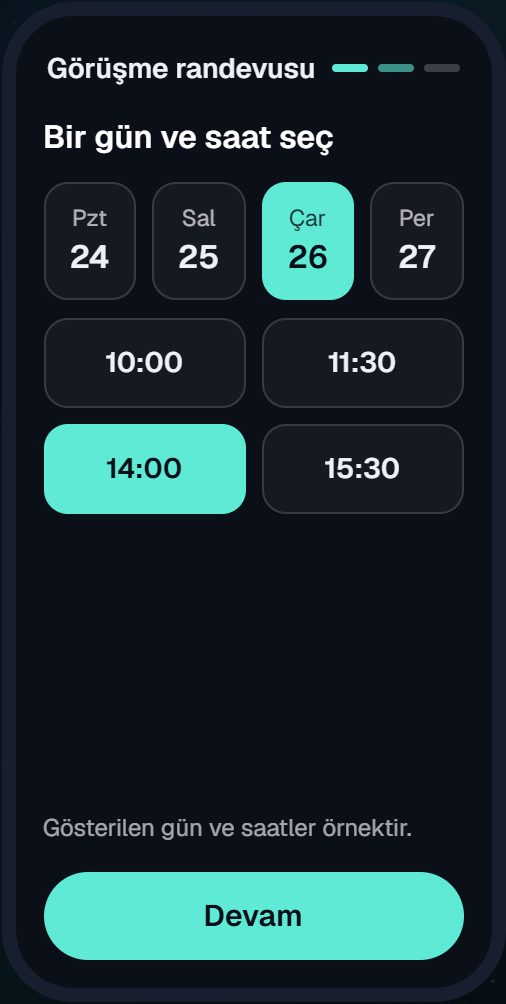 Görüşme randevusu
Bir gün ve saat seç
Pzt Sal Çar Per
24 25 26 27
10:00 11:30
14:00 15:30
Gösterilen gün ve saatler örnektir.
Devam